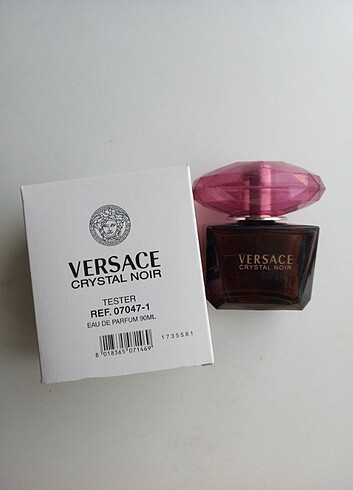 VERSACE
CRYSTAL NOIR
TESTER
REF. 07047-1
EAU DE PARFUM 90ML
1735581
8 018365 071469
VERSACE
CRYSTAL NOIR